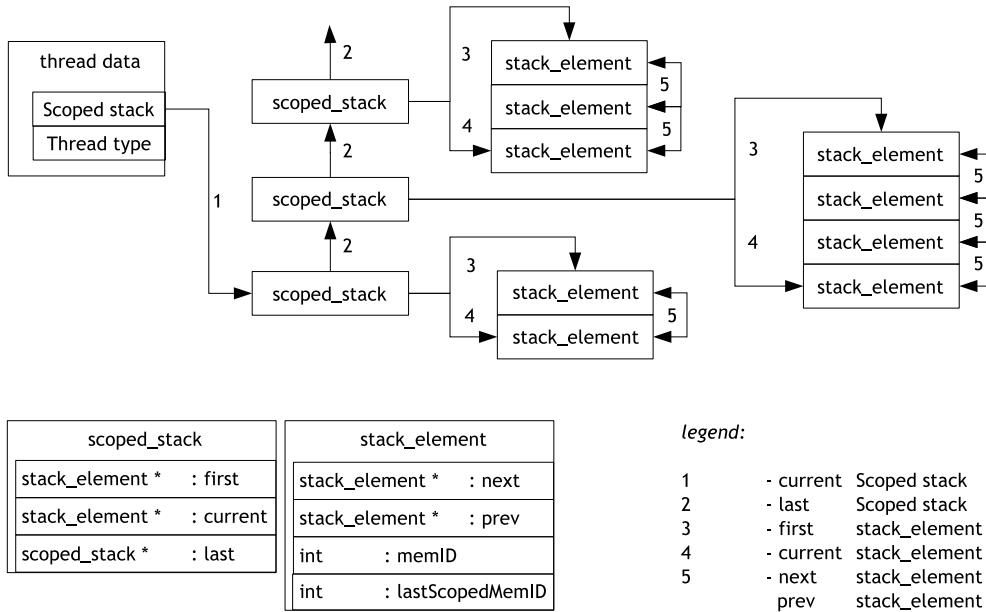 thread data
Scoped stack
Thread type
1
2
scoped_stack
2
scoped_stack
2
scoped_stack
3
4
stack_element
stack_element
stack_element
5
5
3
4
stack_element
stack_element
stack_element
stack_element
5
5
5
3
4
stack_element
stack_element
5
scoped_stack
stack_element * : first
stack_element * : current
scoped_stack * : last
stack_element
stack_element * : next
stack_element * : prev
int : memID
int : lastScopedMemID
legend:
1 - current Scoped stack
2 - last Scoped stack
3 - first stack_element
4 - current stack_element
5 - next stack_element
prev stack_element